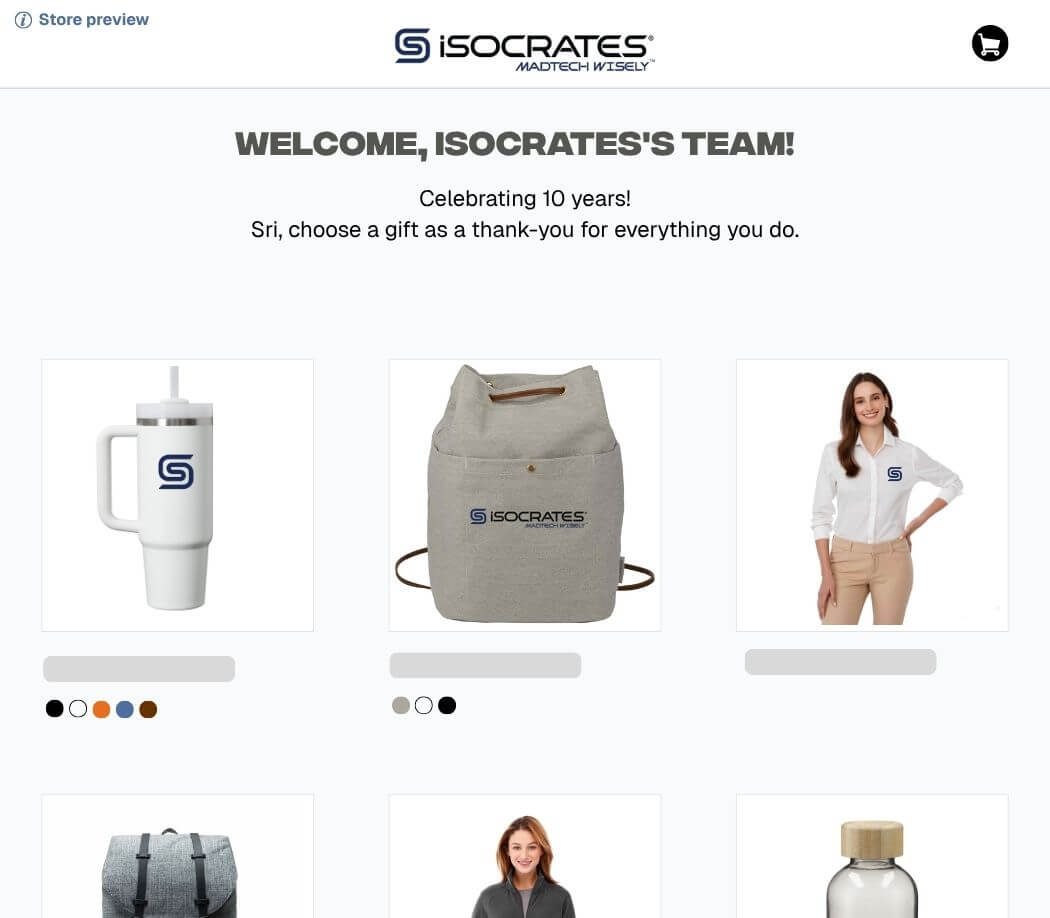 Store preview
iSOCRATES®
MADTECH WISELY™
WELCOME, ISOCRATES'S TEAM!
Celebrating 10 years!
Sri, choose a gift as a thank-you for everything you do.
iSOCRATES
MADTECH WISELY